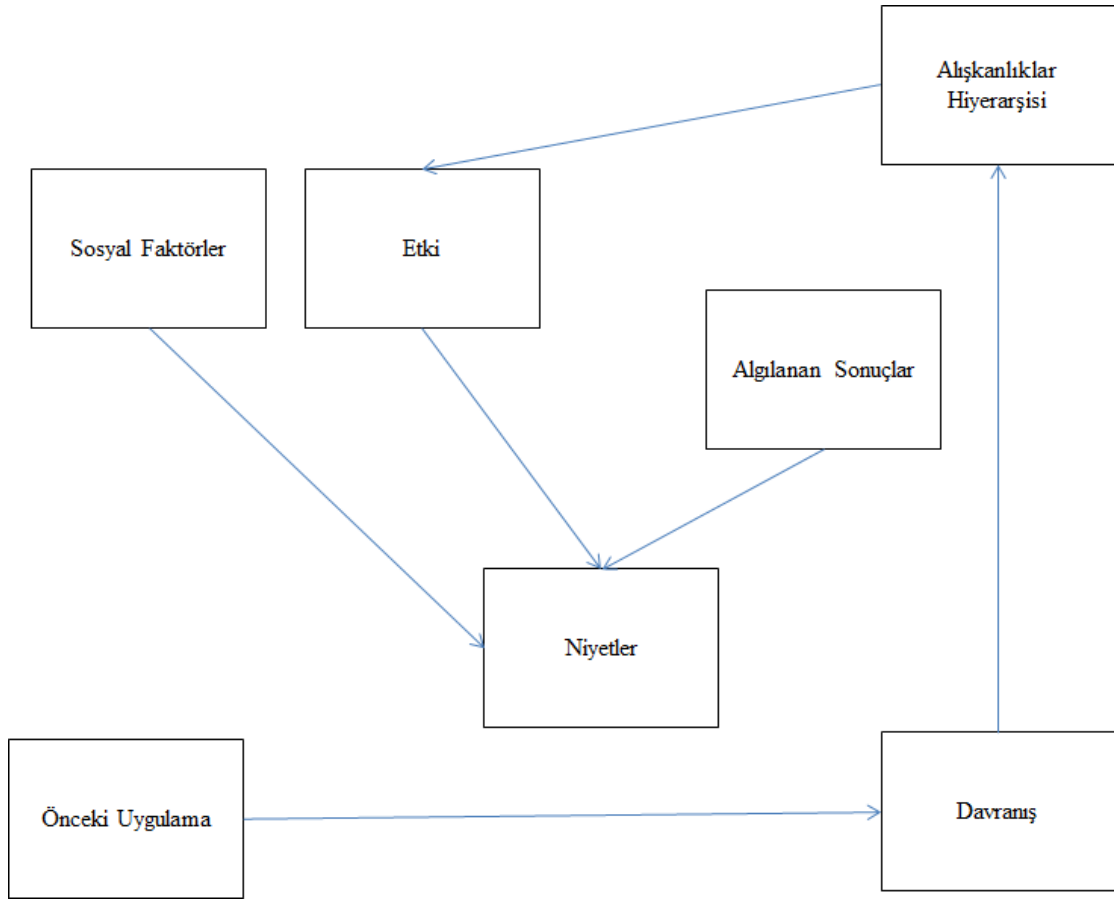 Alışkanlıklar
Hiyerarşisi
Sosyal Faktörler
Etki
Algılanan Sonuçlar
Niyetler
Önceki Uygulama
Davranış